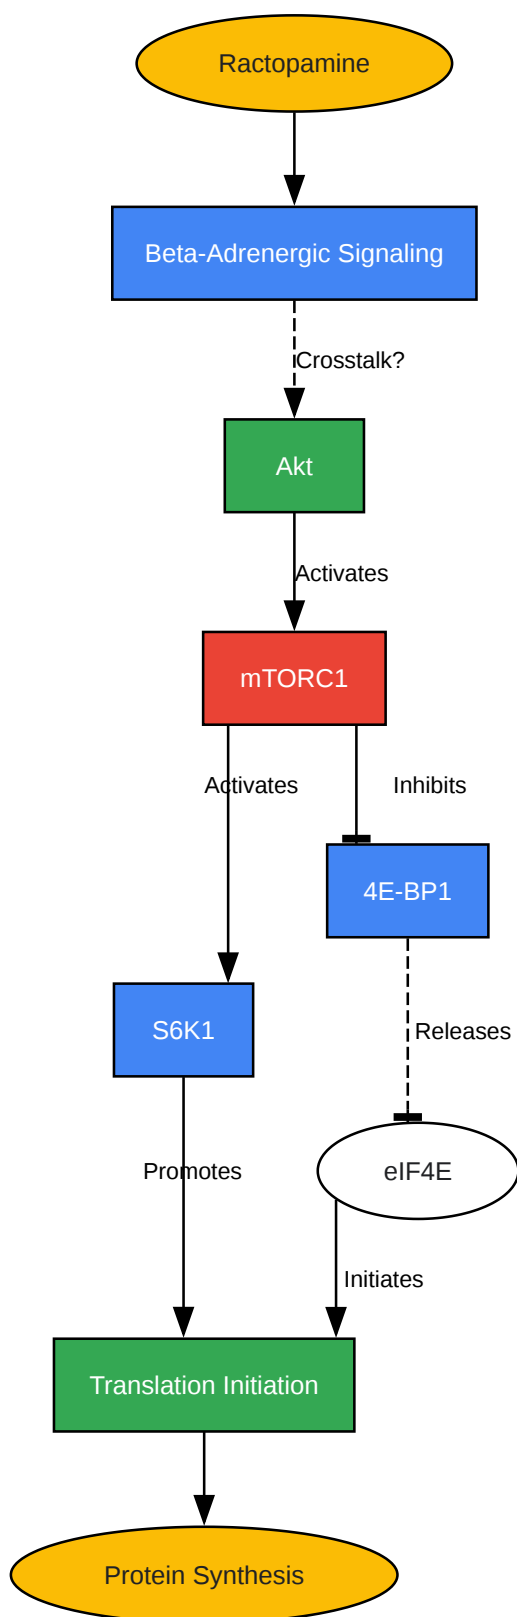 Ractopamine
Beta-Adrenergic Signaling
Crosstalk?
Akt
Activates
mTORC1
Activates
Inhibits
4E-BP1
S6K1
Releases
Promotes
eIF4E
Initiates
Translation Initiation
Protein Synthesis